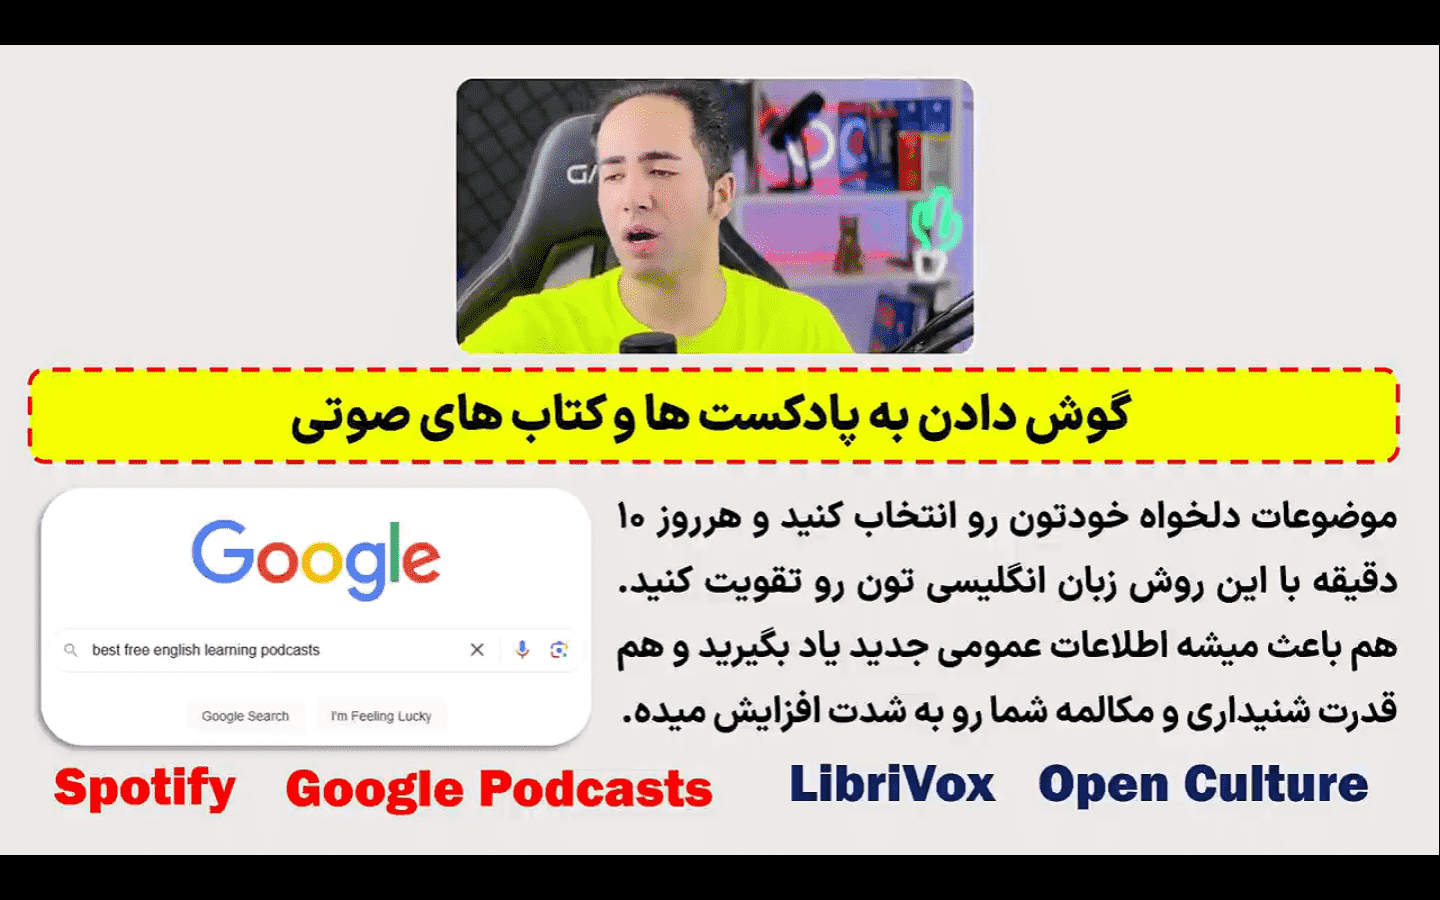 گوش دادن به پادکست ها و کتاب های صوتی
موضوعات دلخواه خودتون رو انتخاب کنید و هرروز ۱۰
دقیقه با این روش زبان انگلیسی تون رو تقویت کنید.
هم باعث میشه اطلاعات عمومی جدید یاد بگیرید و هم
قدرت شنیداری و مکالمه شما رو به شدت افزایش میده.
Google
best free english learning podcasts
Google Search I'm Feeling Lucky
Spotify Google Podcasts LibriVox Open Culture